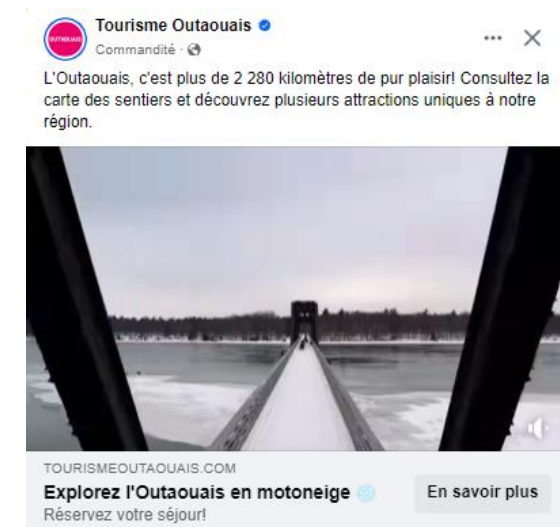 OUTAOUAIS
Tourisme Outaouais
Commandité ·
L'Outaouais, c'est plus de 2 280 kilomètres de pur plaisir! Consultez la
carte des sentiers et découvrez plusieurs attractions uniques à notre
région.
TOURISMEOUTAOUAIS.COM
Explorez l'Outaouais en motoneige
Réservez votre séjour!
En savoir plus